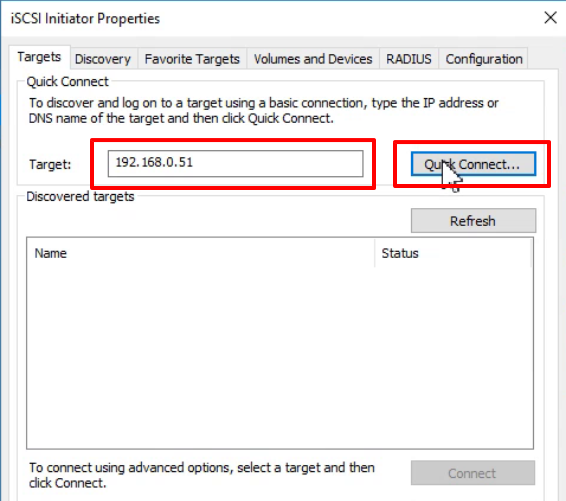 iSCSI Initiator Properties
Targets Discovery Favorite Targets Volumes and Devices RADIUS Configuration
Quick Connect
To discover and log on to a target using a basic connection, type the IP address or
DNS name of the target and then click Quick Connect.
Target: 192.168.0.51 Quick Connect...
Discovered targets
Refresh
Name Status
To connect using advanced options, select a target and then
click Connect.
Connect